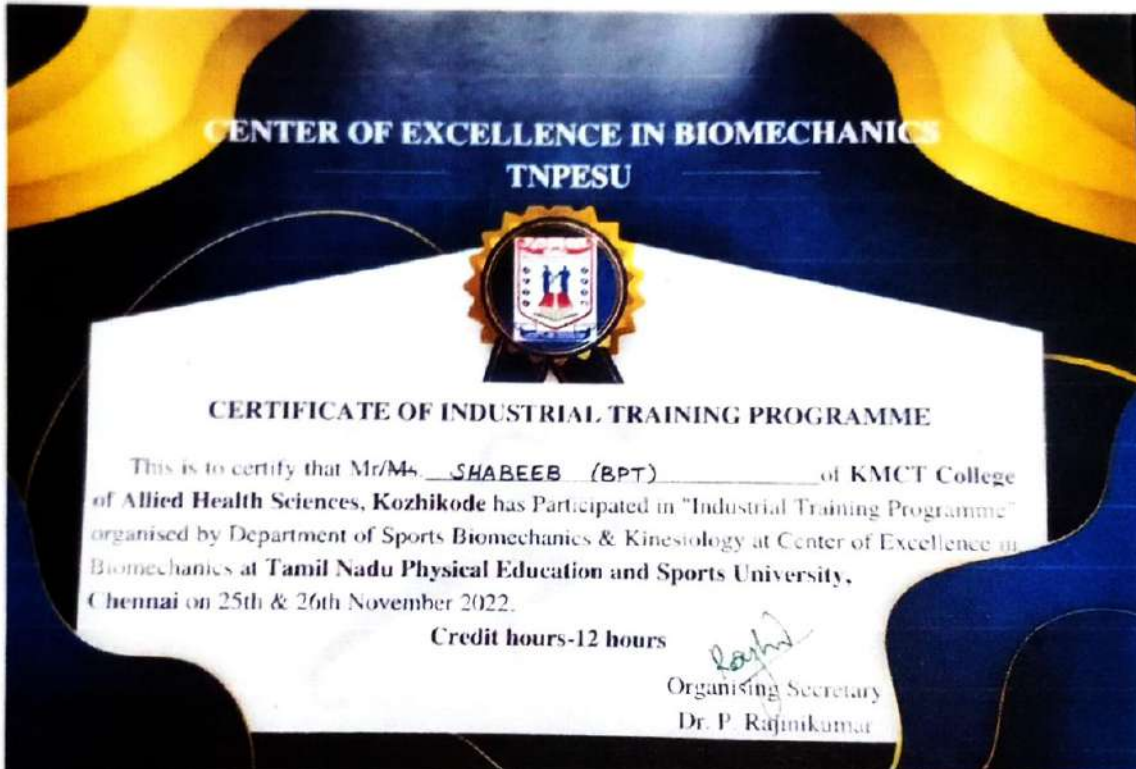 CENTER OF EXCELLENCE IN BIOMECHANICS
TNPESU
CERTIFICATE OF INDUSTRIAL TRAINING PROGRAMME
This is to certify that Mr/Ms. SHABEEB (BPT) of KMCT College
of Allied Health Sciences, Kozhikode has Participated in "Industrial Training Programme"
organised by Department of Sports Biomechanics & Kinesiology at Center of Excellence in
Biomechanics at Tamil Nadu Physical Education and Sports University,
Chennai on 25th & 26th November 2022.
Credit hours-12 hours
Organising Secretary
Dr. P. Rajinikumar